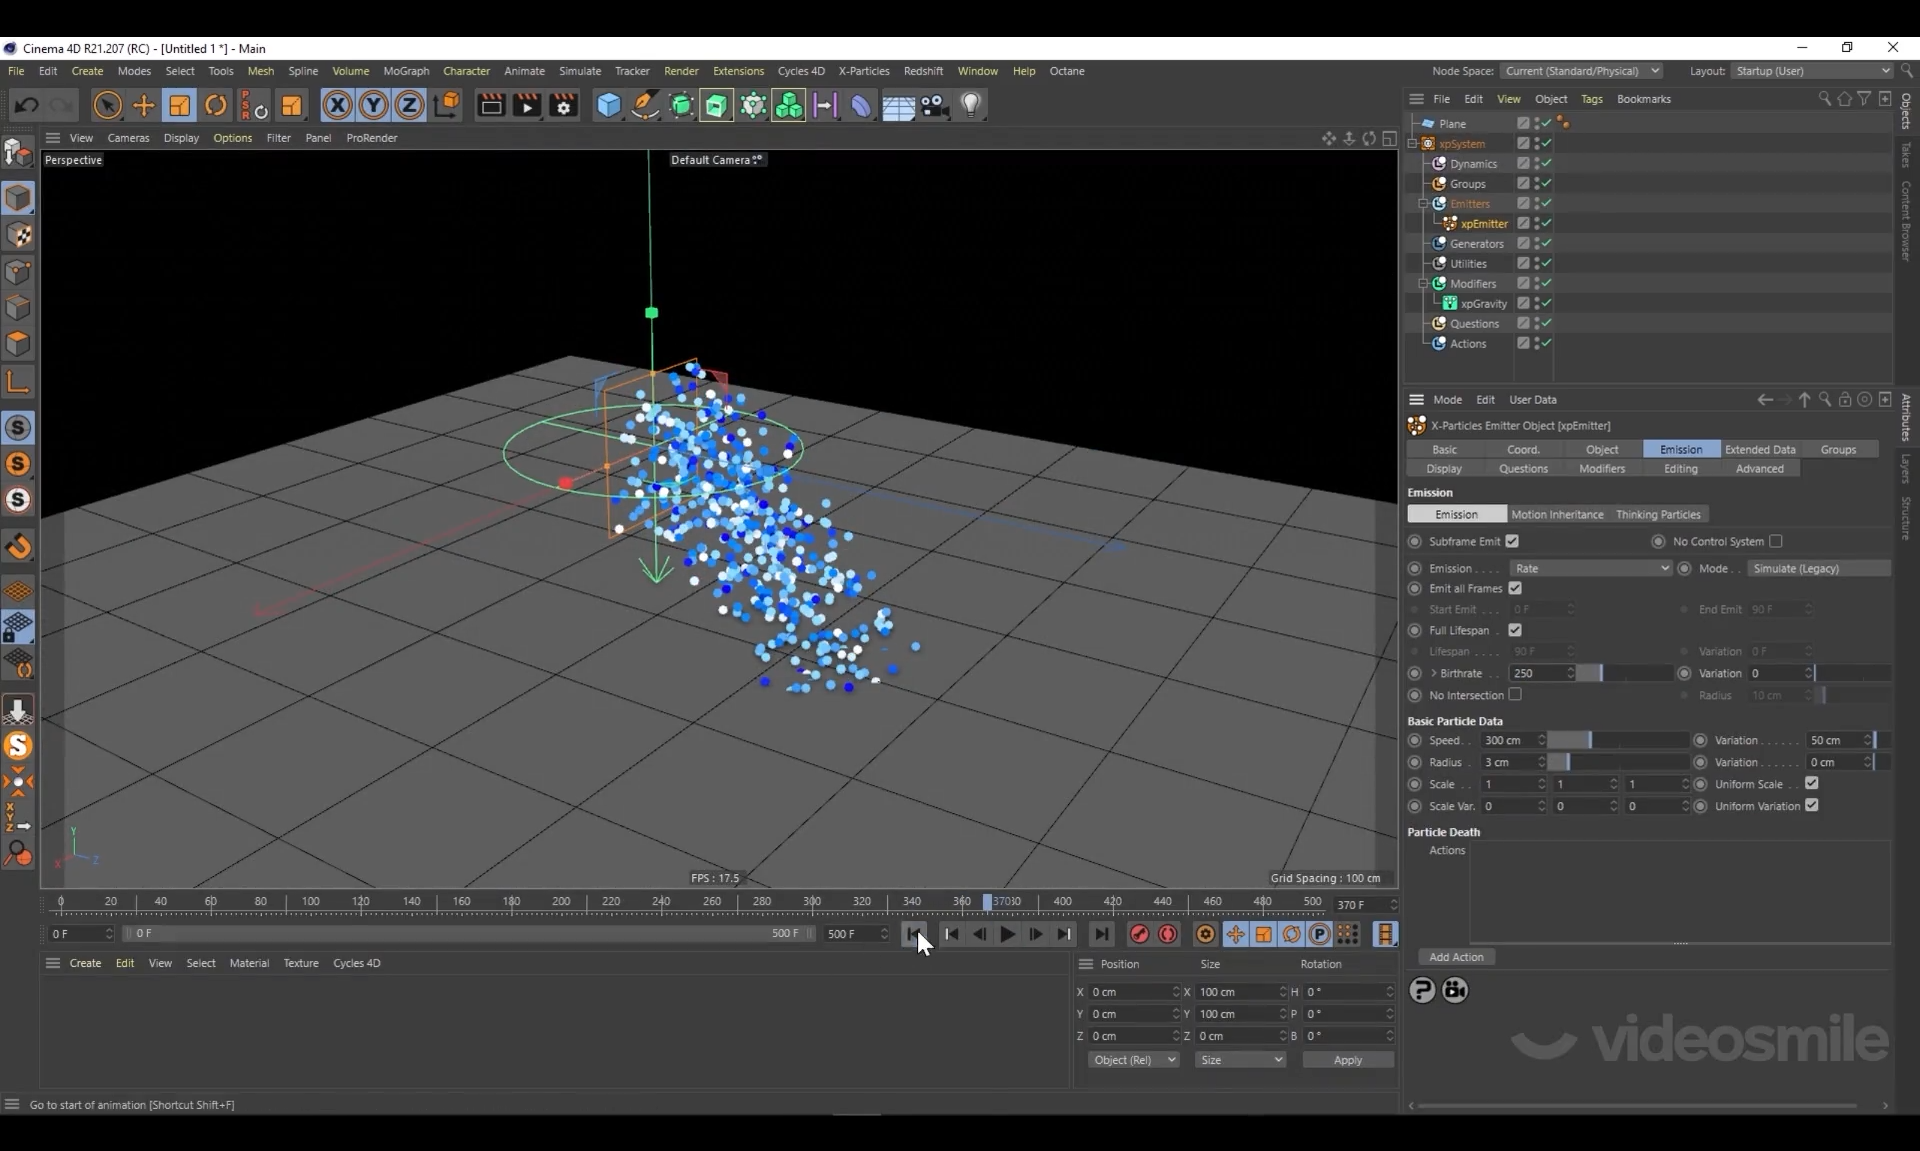 Cinema 4D R21.207 (RC) - [Untitled 1 *] - Main
File Edit Create Modes Select Tools Mesh Spline Volume MoGraph Character Animate Simulate Tracker Render Extensions Cycles 4D X-Particles Redshift Window Help Octane
Node Space: Current (Standard/Physical) Layout: Startup (User)
PSR X Y Z
File Edit View Object Tags Bookmarks
View Cameras Display Options Filter Panel ProRender
Perspective
Default Camera
Plane
xpSystem
Dynamics
Groups
Emitters
xpEmitter
Generators
Utilities
Modifiers
xpGravity
Questions
Actions
Objects
Takes
Content Browser
Mode Edit User Data
X-Particles Emitter Object [xpEmitter]
Basic Coord. Object Emission Extended Data Groups
Display Questions Modifiers Editing Advanced
Emission
Emission Motion Inheritance Thinking Particles
Subframe Emit No Control System
Emission . . . . Rate Mode . . Simulate (Legacy)
Emit all Frames
Start Emit . . . 0 F End Emit 90 F
Full Lifespan .
Lifespan . . . . 90 F Variation 0 F
> Birthrate . . 250 Variation 0
No Intersection Radius . 10 cm
Basic Particle Data
Speed. . 300 cm Variation. . . . . . 50 cm
Radius . 3 cm Variation. . . . . . 0 cm
Scale . . 1 1 1 Uniform Scale . .
Scale Var. 0 0 0 Uniform Variation
Particle Death
Actions
Add Action
Attributes
Layers
Structure
S
S
S
S
X
Y
Z
Y
X Z
FPS : 17.5
Grid Spacing : 100 cm
0 20 40 60 80 100 120 140 160 180 200 220 240 260 280 300 320 340 360 370 400 420 440 460 480 500 370 F
0 F 0 F 500 F 500 F
P
Create Edit View Select Material Texture Cycles 4D
Position Size Rotation
X 0 cm X 100 cm H 0 °
Y 0 cm Y 100 cm P 0 °
Z 0 cm Z 0 cm B 0 °
Object (Rel) Size Apply
?
videosmile
Go to start of animation [Shortcut Shift+F]